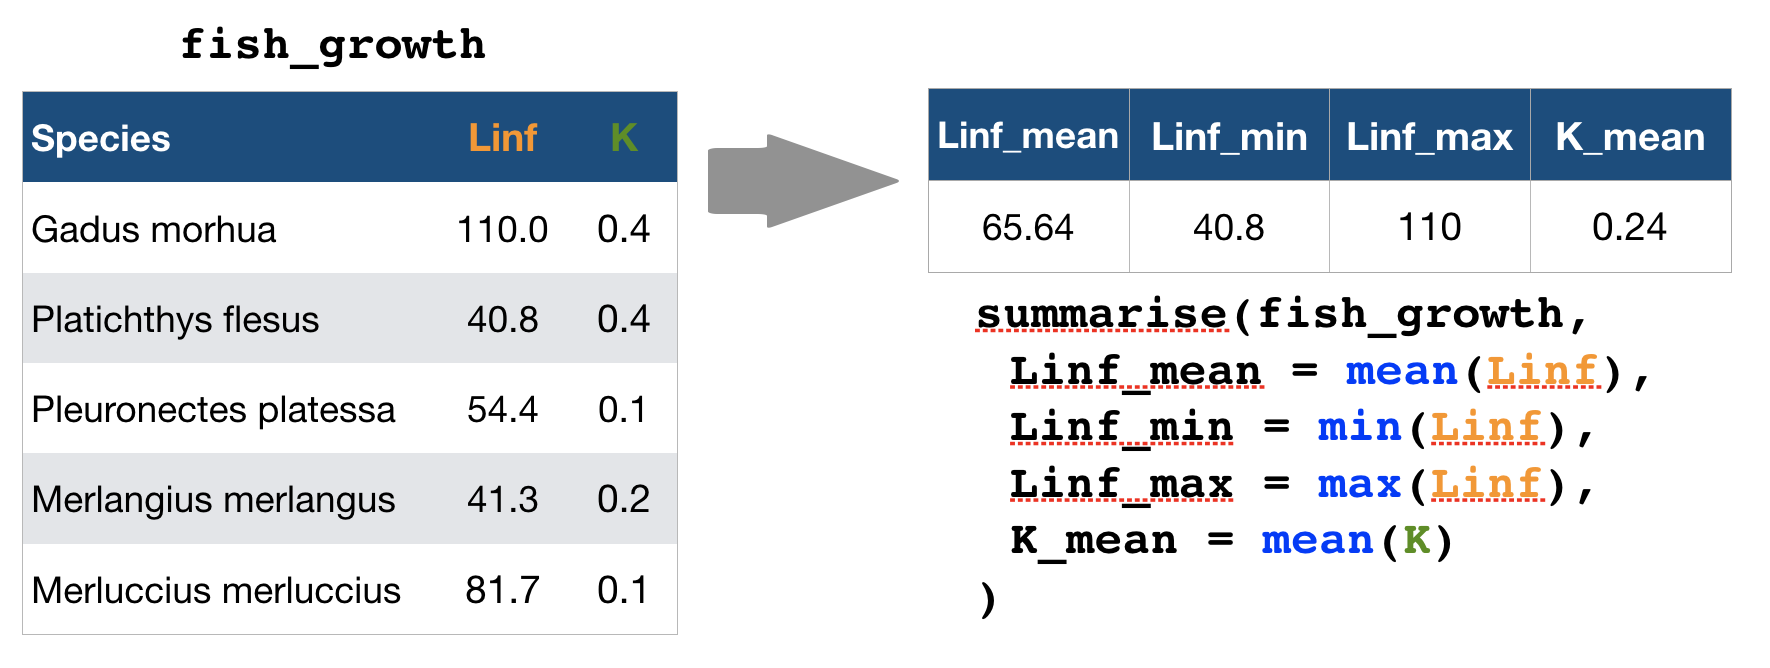 fish_growth
Species Linf K
Gadus morhua 110.0 0.4
Platichthys flesus 40.8 0.4
Pleuronectes platessa 54.4 0.1
Merlangius merlangus 41.3 0.2
Merluccius merluccius 81.7 0.1
Linf_mean Linf_min Linf_max K_mean
65.64 40.8 110 0.24
summarise(fish_growth,
Linf_mean = mean(Linf),
Linf_min = min(Linf),
Linf_max = max(Linf),
K_mean = mean(K)
)